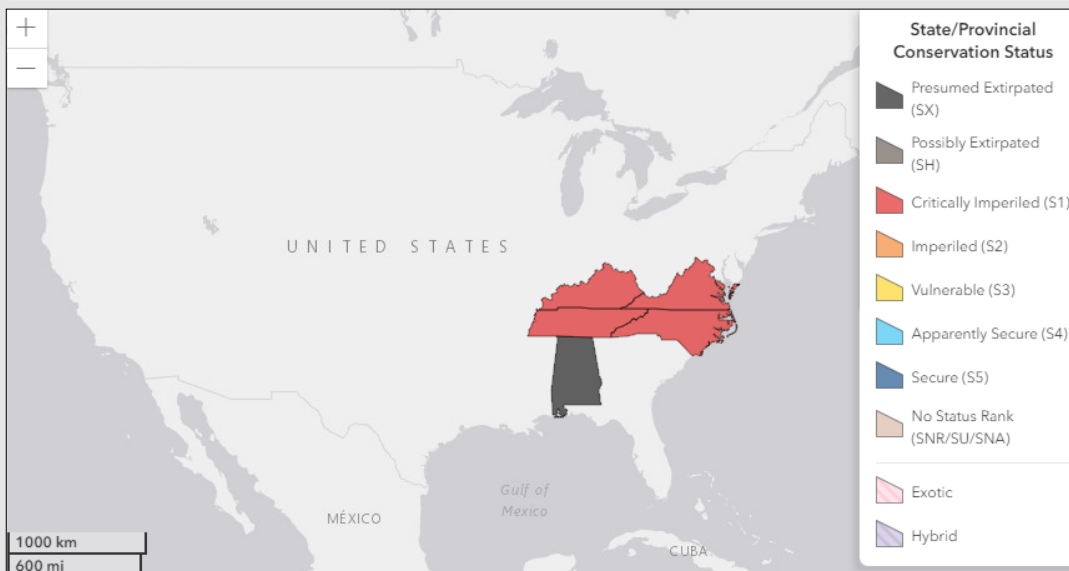 +
−
UNITED STATES
MÉXICO
Gulf of
Mexico
CUBA
1000 km
600 mi
State/Provincial
Conservation Status
Presumed Extirpated
(SX)
Possibly Extirpated
(SH)
Critically Imperiled (S1)
Imperiled (S2)
Vulnerable (S3)
Apparently Secure (S4)
Secure (S5)
No Status Rank
(SNR/SU/SNA)
Exotic
Hybrid